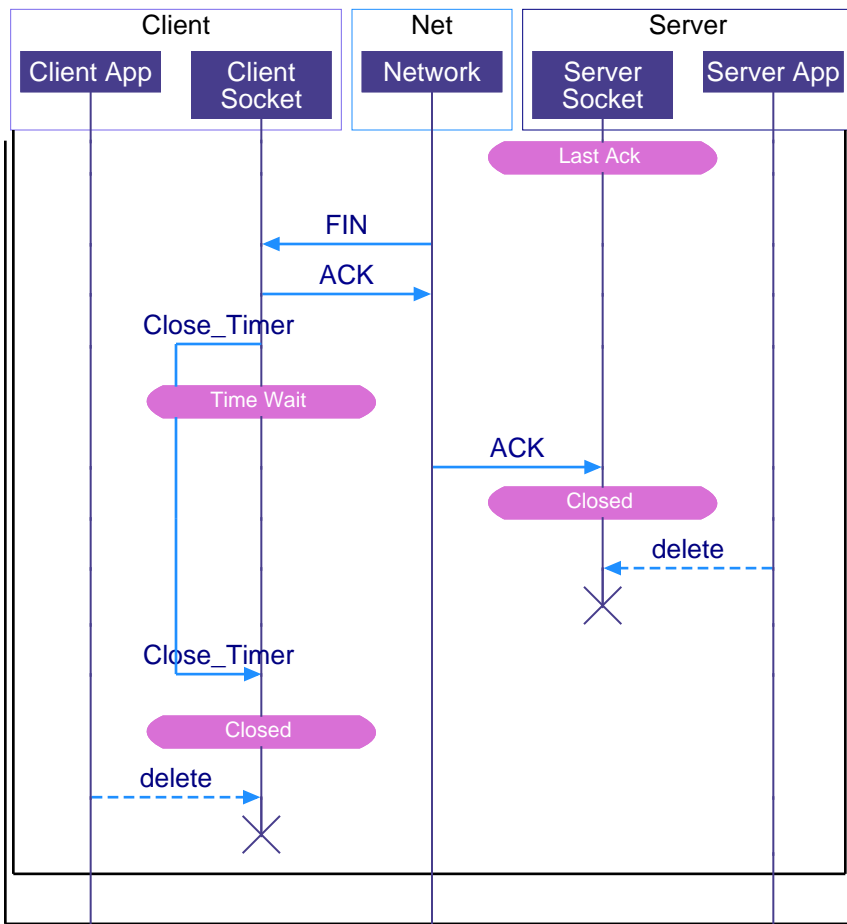 Client
Net
Server
Client App
Client
Socket
Network
Server
Socket
Server App
Last Ack
FIN
ACK
Close_Timer
Time Wait
ACK
Closed
delete
Close_Timer
Closed
delete